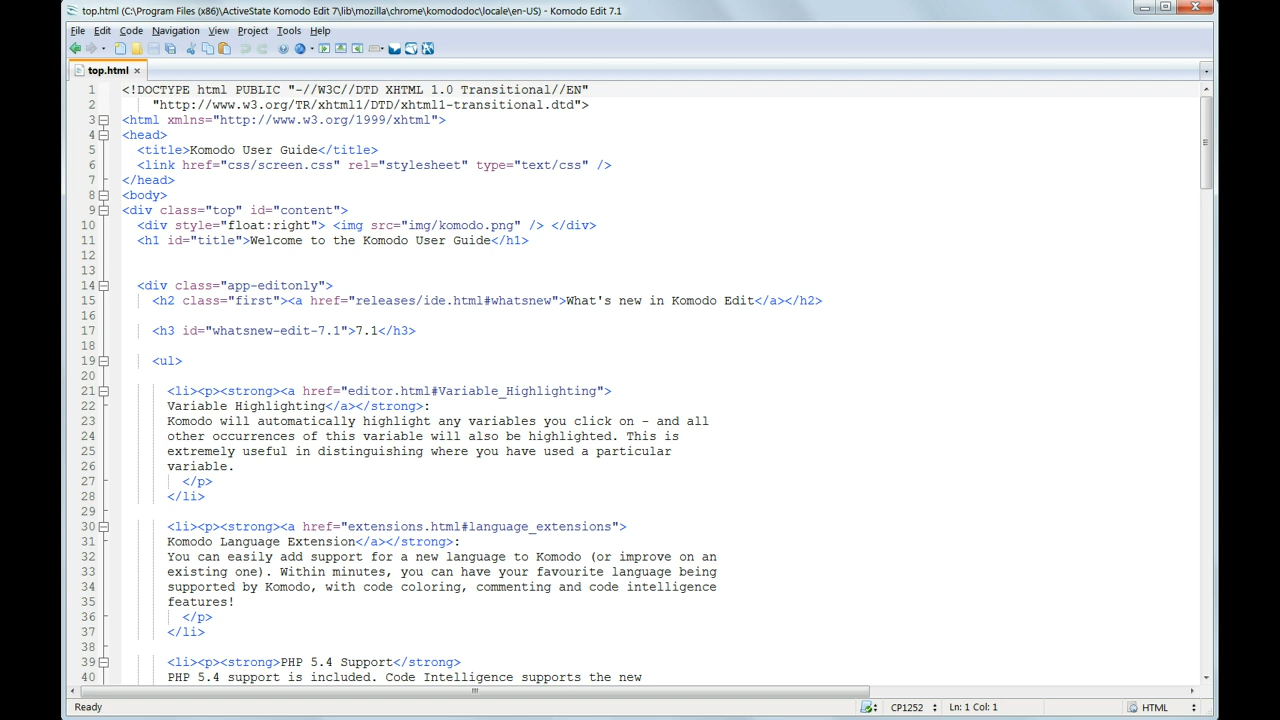 top.html (C:\Program Files (x86)\ActiveState Komodo Edit 7\lib\mozilla\chrome\komododoc\locale\en-US) - Komodo Edit 7.1
File Edit Code Navigation View Project Tools Help
top.html
1 <!DOCTYPE html PUBLIC "-//W3C//DTD XHTML 1.0 Transitional//EN"
2 "http://www.w3.org/TR/xhtml1/DTD/xhtml1-transitional.dtd">
3 <html xmlns="http://www.w3.org/1999/xhtml">
4 <head>
5 <title>Komodo User Guide</title>
6 <link href="css/screen.css" rel="stylesheet" type="text/css" />
7 </head>
8 <body>
9 <div class="top" id="content">
10 <div style="float:right"> <img src="img/komodo.png" /> </div>
11 <h1 id="title">Welcome to the Komodo User Guide</h1>
12
13
14 <div class="app-editonly">
15 <h2 class="first"><a href="releases/ide.html#whatsnew">What's new in Komodo Edit</a></h2>
16
17 <h3 id="whatsnew-edit-7.1">7.1</h3>
18
19 <ul>
20
21 <li><p><strong><a href="editor.html#Variable_Highlighting">
22 Variable Highlighting</a></strong>:
23 Komodo will automatically highlight any variables you click on - and all
24 other occurrences of this variable will also be highlighted. This is
25 extremely useful in distinguishing where you have used a particular
26 variable.
27 </p>
28 </li>
29
30 <li><p><strong><a href="extensions.html#language_extensions">
31 Komodo Language Extension</a></strong>:
32 You can easily add support for a new language to Komodo (or improve on an
33 existing one). Within minutes, you can have your favourite language being
34 supported by Komodo, with code coloring, commenting and code intelligence
35 features!
36 </p>
37 </li>
38
39 <li><p><strong>PHP 5.4 Support</strong>
40 PHP 5.4 support is included. Code Intelligence supports the new
Ready CP1252 Ln: 1 Col: 1 HTML